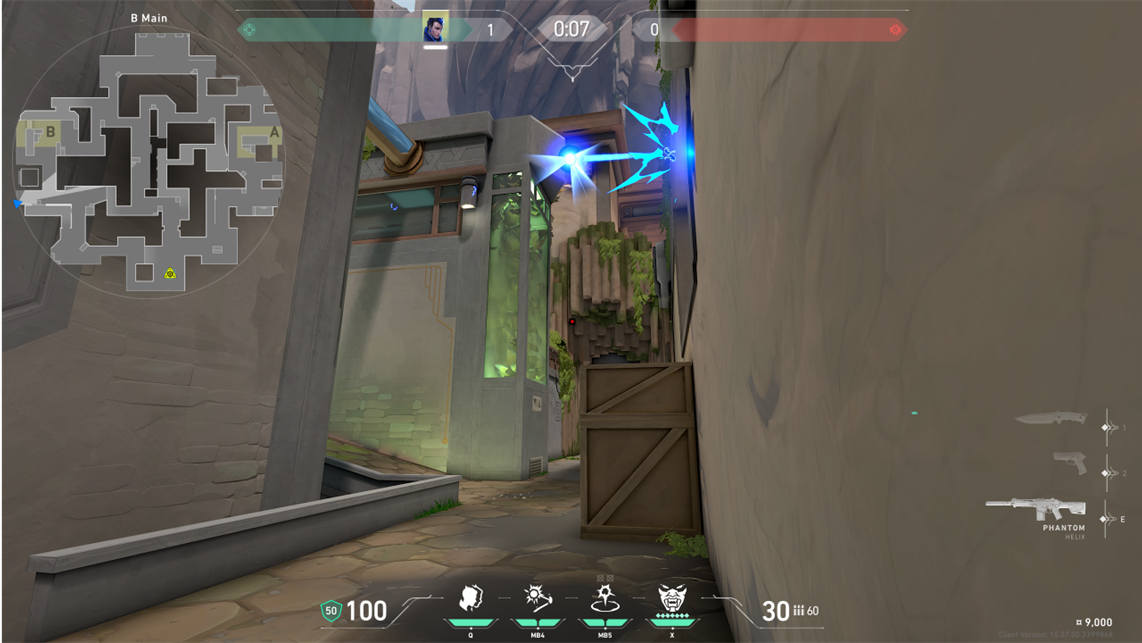 B Main
1
0:07
0
B
A
1
2
PHANTOM
E
HELIX
50 100
30 60
Q
MB4
MB5
X
9,000